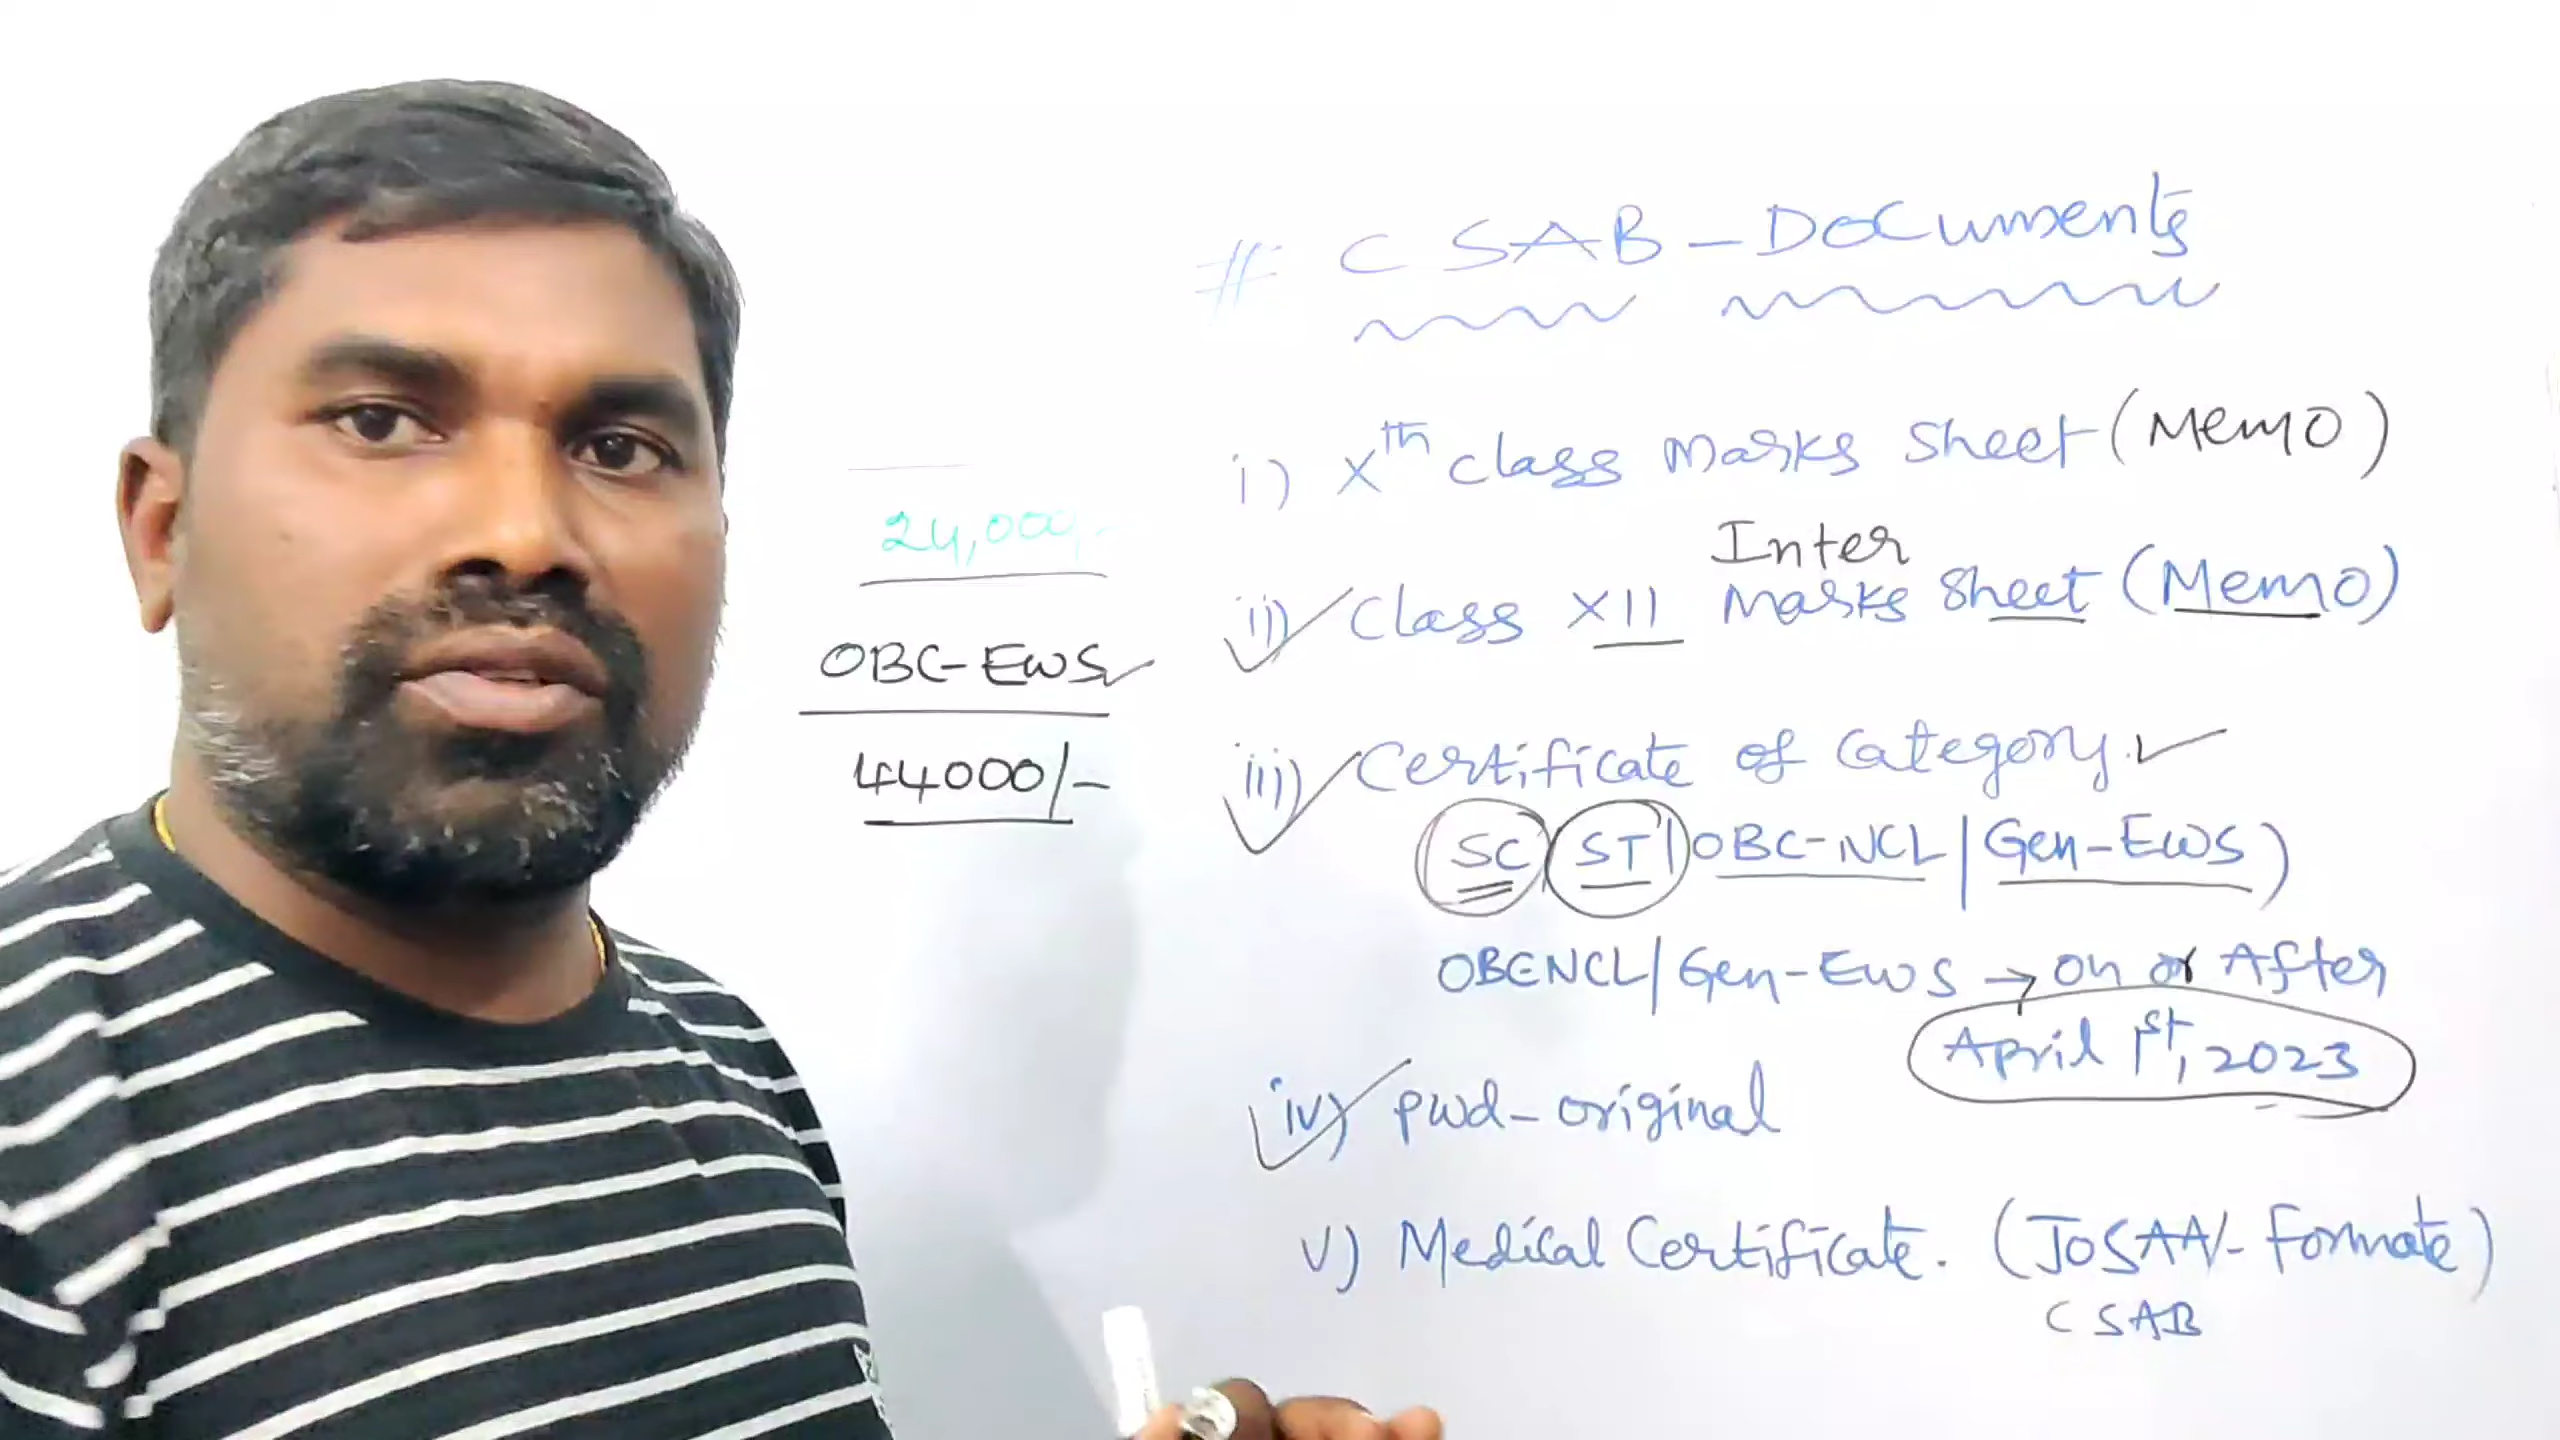 # CSAB - Documents
i) Xth class Marks Sheet (Memo)
Inter
ii) Class XII Marks Sheet (Memo)
iii) Certificate of Category.
SC | ST | OBC-NCL | Gen-EWS)
OBCNCL | Gen-EWS → on or After
April 1st, 2023
iv) pwd - original
v) Medical Certificate. (JOSAA/- Formate)
CSAB
24,000/-
OBC-EWS
44000/-